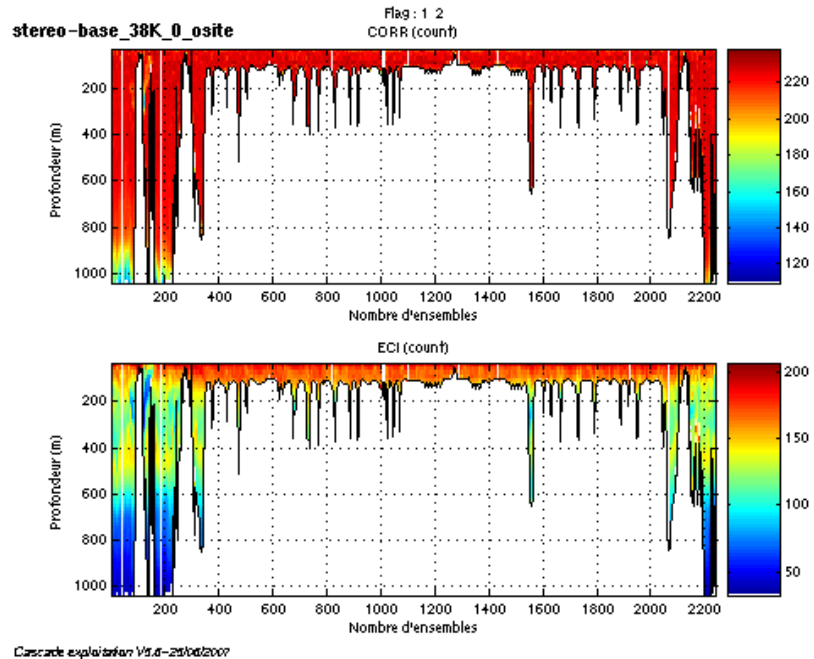 Flag : 1 2
stereo-base_38K_0_osite
CORR (count)
Profondeur (m)
200
400
600
800
1000
200 400 600 800 1000 1200 1400 1600 1800 2000 2200
Nombre d'ensembles
220
200
180
160
140
120
ECI (count)
Profondeur (m)
200
400
600
800
1000
200 400 600 800 1000 1200 1400 1600 1800 2000 2200
Nombre d'ensembles
200
150
100
50
Cascade exploitation V5.6-25/06/2007